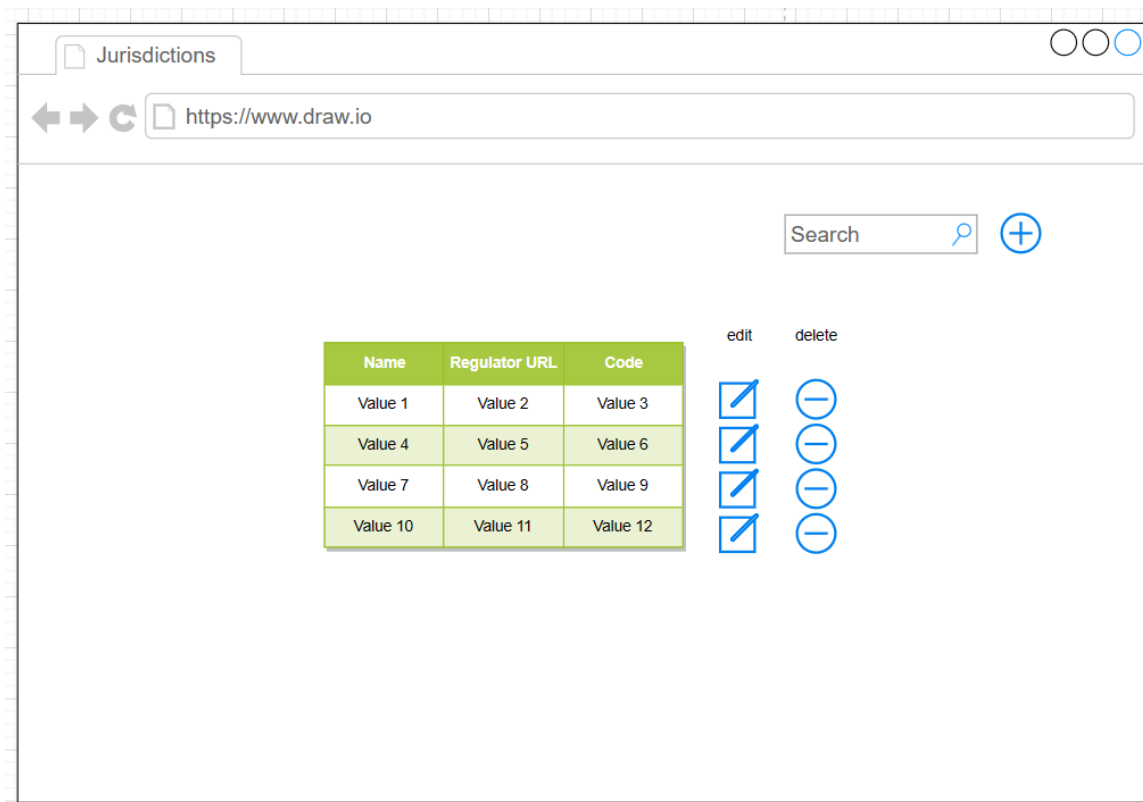 Jurisdictions
https://www.draw.io
Search
edit delete
Name Regulator URL Code
Value 1 Value 2 Value 3
Value 4 Value 5 Value 6
Value 7 Value 8 Value 9
Value 10 Value 11 Value 12